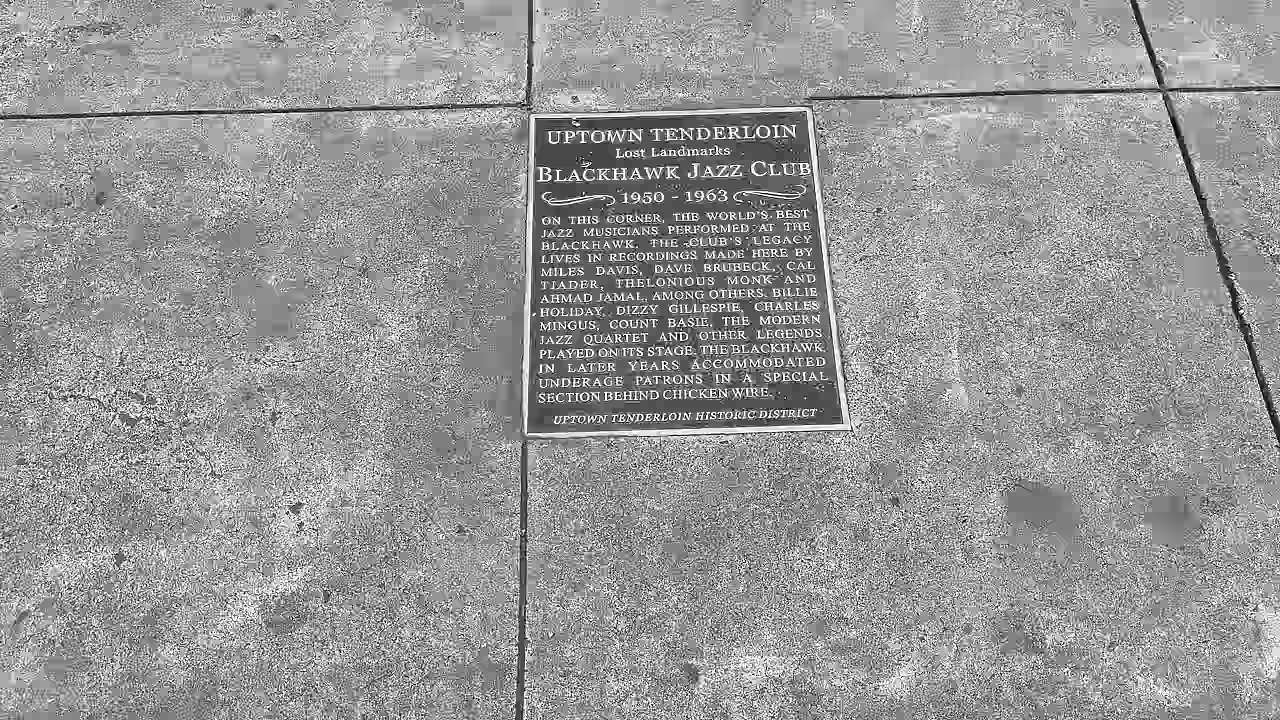 UPTOWN TENDERLOIN
Lost Landmarks
BLACKHAWK JAZZ CLUB
1950 - 1963
ON THIS CORNER, THE WORLD'S BEST
JAZZ MUSICIANS PERFORMED AT THE
BLACKHAWK. THE CLUB'S LEGACY
LIVES IN RECORDINGS MADE HERE BY
MILES DAVIS, DAVE BRUBECK, CAL
TJADER, THELONIOUS MONK AND
AHMAD JAMAL, AMONG OTHERS. BILLIE
HOLIDAY, DIZZY GILLESPIE, CHARLES
MINGUS, COUNT BASIE, THE MODERN
JAZZ QUARTET AND OTHER LEGENDS
PLAYED ON ITS STAGE. THE BLACKHAWK
IN LATER YEARS ACCOMMODATED
UNDERAGE PATRONS IN A SPECIAL
SECTION BEHIND CHICKEN WIRE.
UPTOWN TENDERLOIN HISTORIC DISTRICT